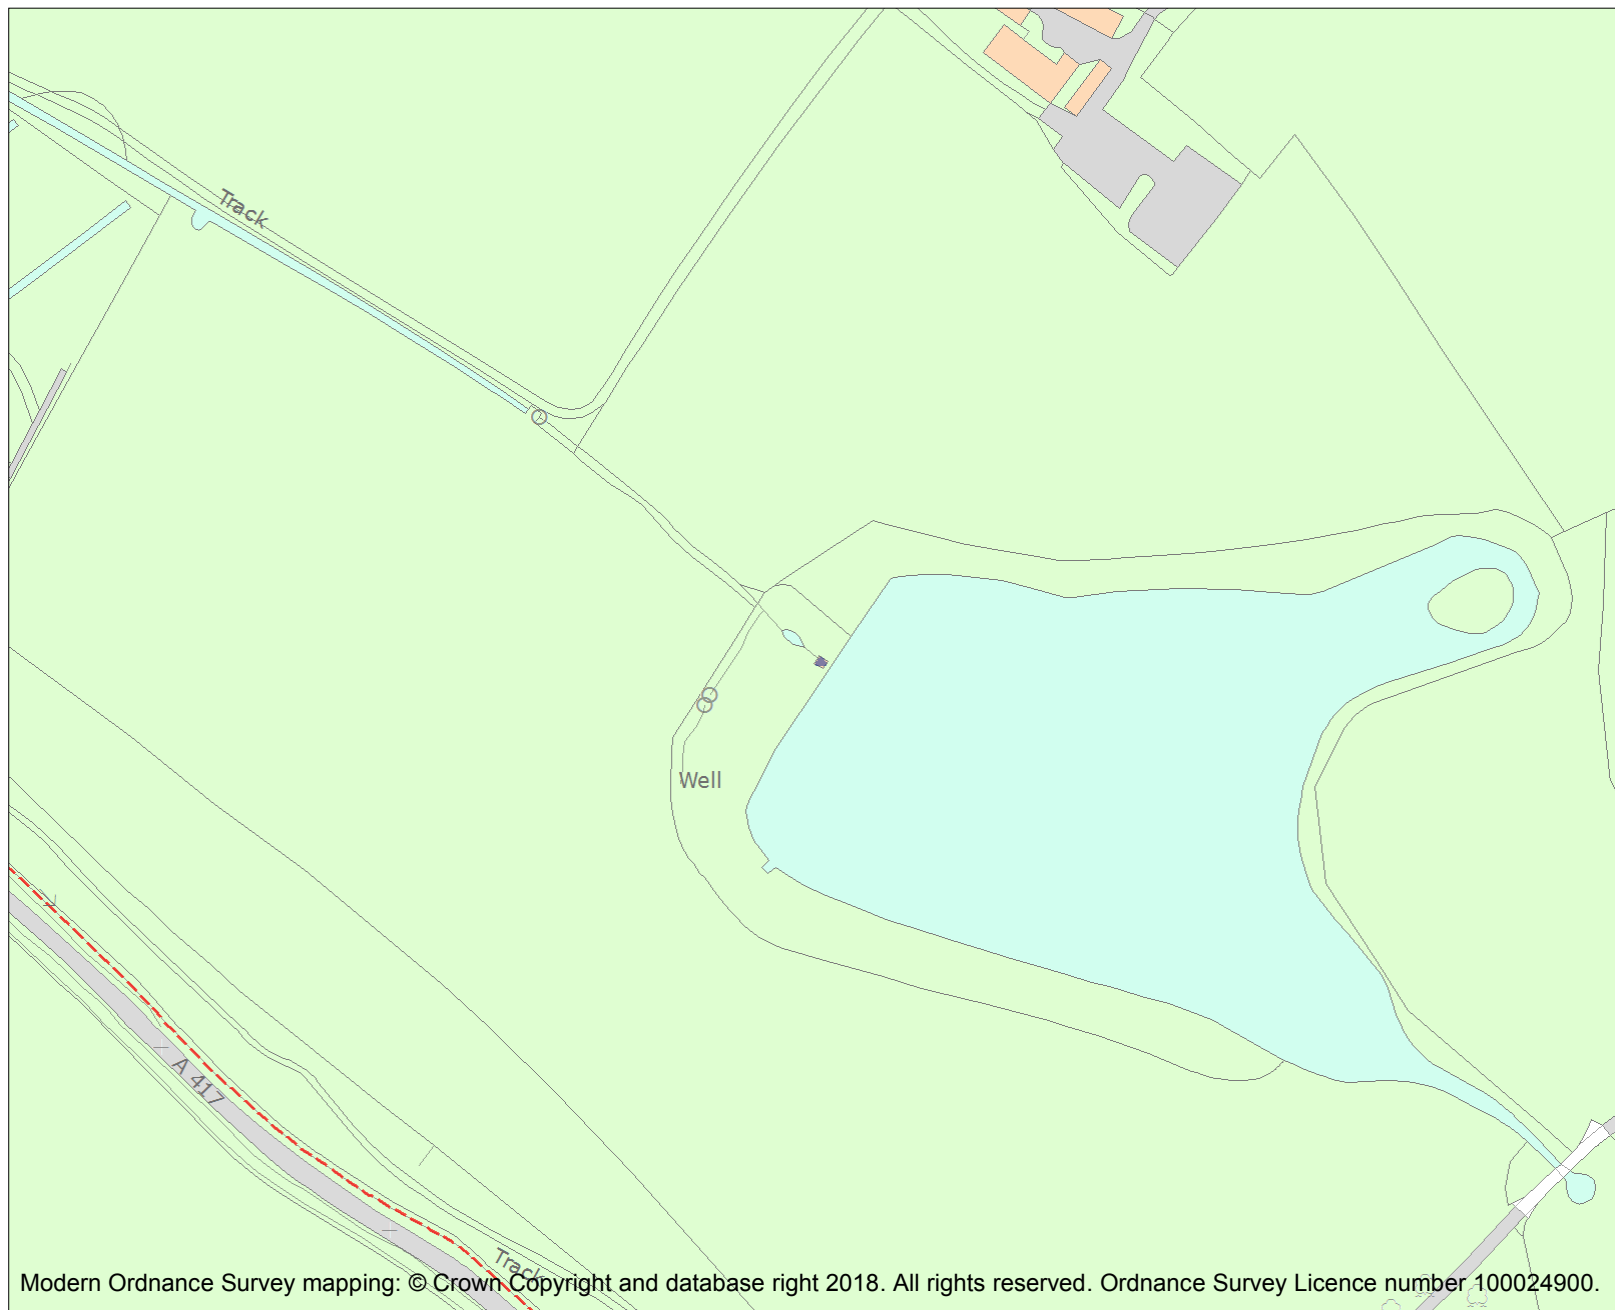 Track
Well
A 417
Track
Modern Ordnance Survey mapping: © Crown Copyright and database right 2018. All rights reserved. Ordnance Survey Licence number 100024900.